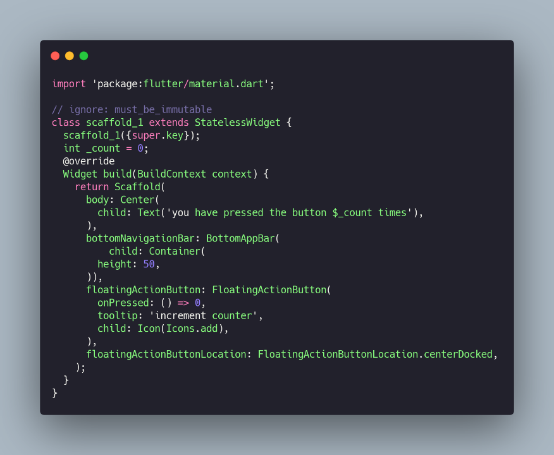 import 'package:flutter/material.dart';
// ignore: must_be_immutable
class scaffold_1 extends StatelessWidget {
scaffold_1({super.key});
int _count = 0;
@override
Widget build(BuildContext context) {
return Scaffold(
body: Center(
child: Text('you have pressed the button $_count times'),
),
bottomNavigationBar: BottomAppBar(
child: Container(
height: 50,
)),
floatingActionButton: FloatingActionButton(
onPressed: () => 0,
tooltip: 'increment counter',
child: Icon(Icons.add),
),
floatingActionButtonLocation: FloatingActionButtonLocation.centerDocked,
);
}
}